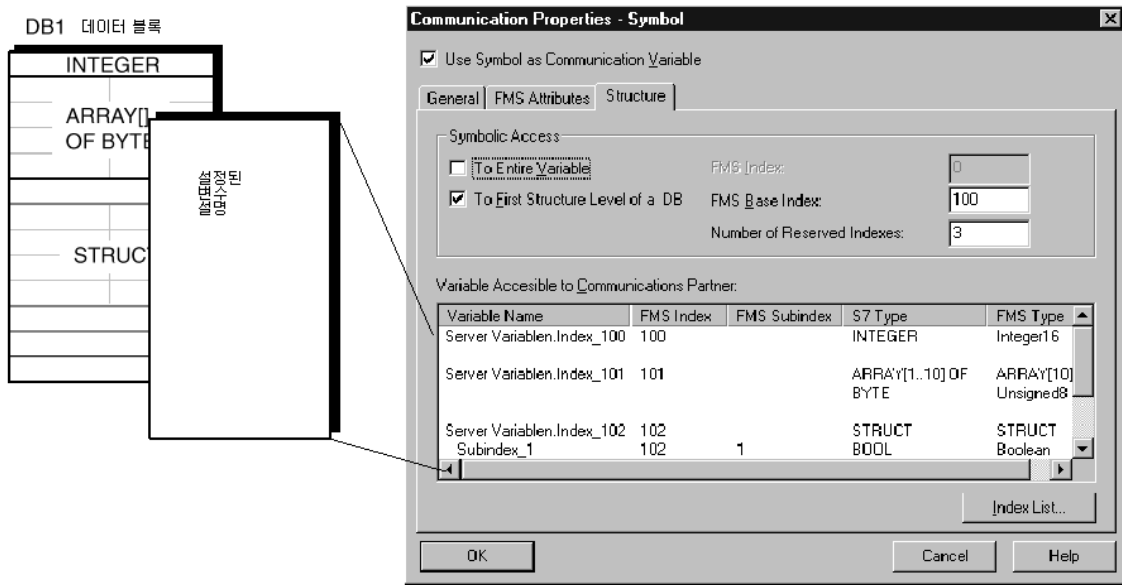 DB1 데이터 블록
INTEGER
ARRAY[]
OF BYTE
STRUCT
설정된
변수
설명
Communication Properties - Symbol
Use Symbol as Communication Variable
General FMS Attributes Structure
Symbolic Access
To Entire Variable FMS Index: 0
To First Structure Level of a DB FMS Base Index: 100
Number of Reserved Indexes: 3
Variable Accesible to Communications Partner:
Variable Name FMS Index FMS Subindex S7 Type FMS Type
Server Variablen.Index_100 100 INTEGER Integer16
Server Variablen.Index_101 101 ARRAY[1..10] OF ARRAY[10]
BYTE Unsigned8
Server Variablen.Index_102 102 STRUCT STRUCT
Subindex_1 102 1 BOOL Boolean
Index List...
OK Cancel Help